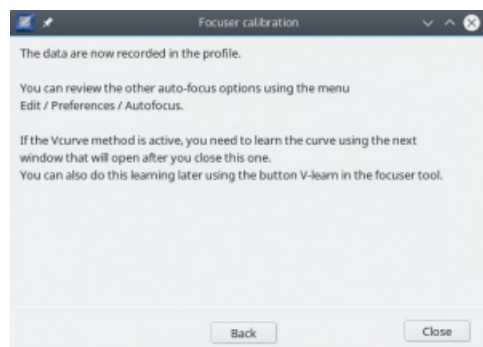 Focuser calibration
The data are now recorded in the profile.
You can review the other auto-focus options using the menu
Edit / Preferences / Autofocus.
If the Vcurve method is active, you need to learn the curve using the next
window that will open after you close this one.
You can also do this learning later using the button V-learn in the focuser tool.
Back
Close